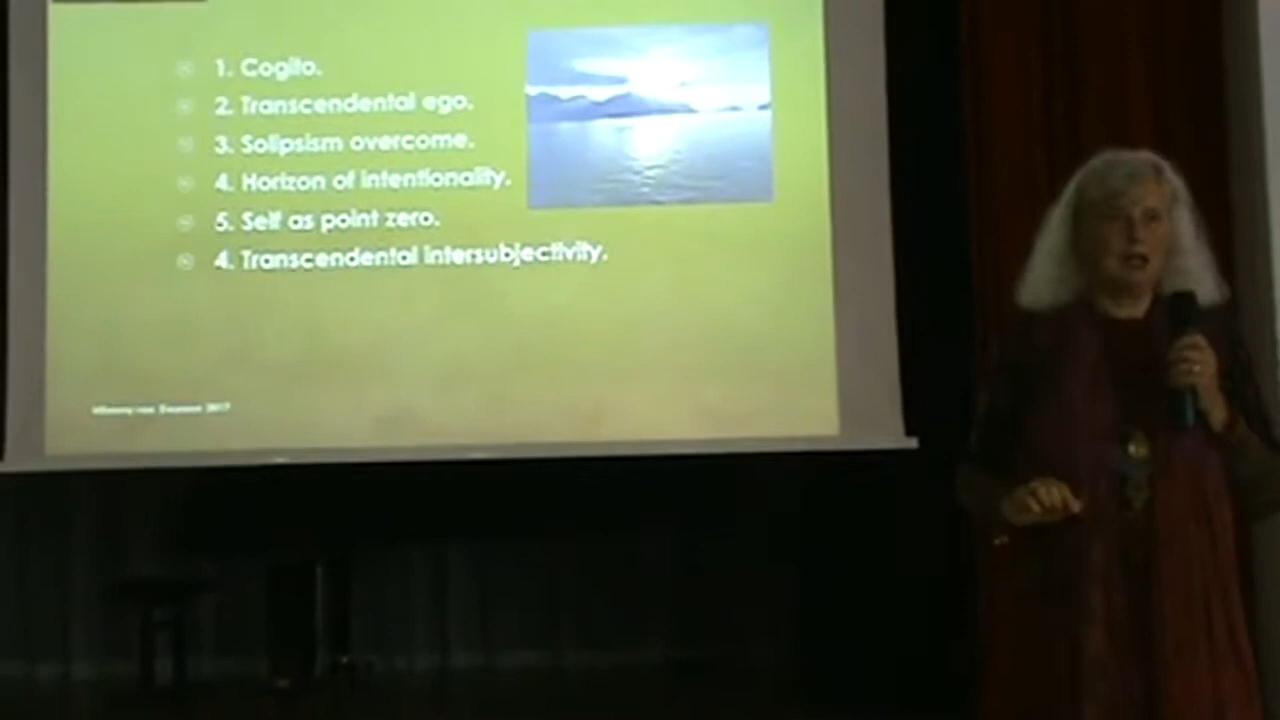 1. Cogito.
2. Transcendental ego.
3. Solipsism overcome.
4. Horizon of intentionality.
5. Self as point zero.
4. Transcendental intersubjectivity.
2017